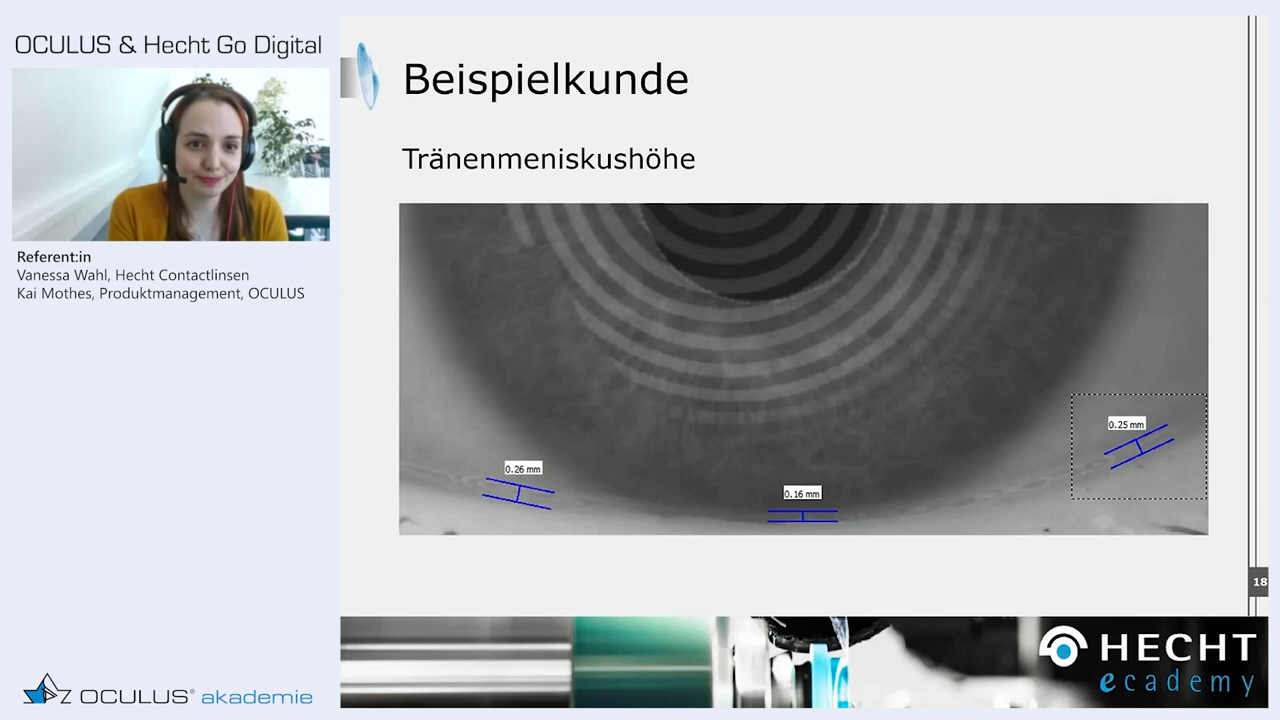 OCULUS & Hecht Go Digital
Referent:in
Vanessa Wahl, Hecht Contactlinsen
Kai Mothes, Produktmanagement, OCULUS
OCULUS® akademie
Beispielkunde
Tränenmeniskushöhe
0.26 mm
0.16 mm
0.25 mm
18
HECHT
ecademy